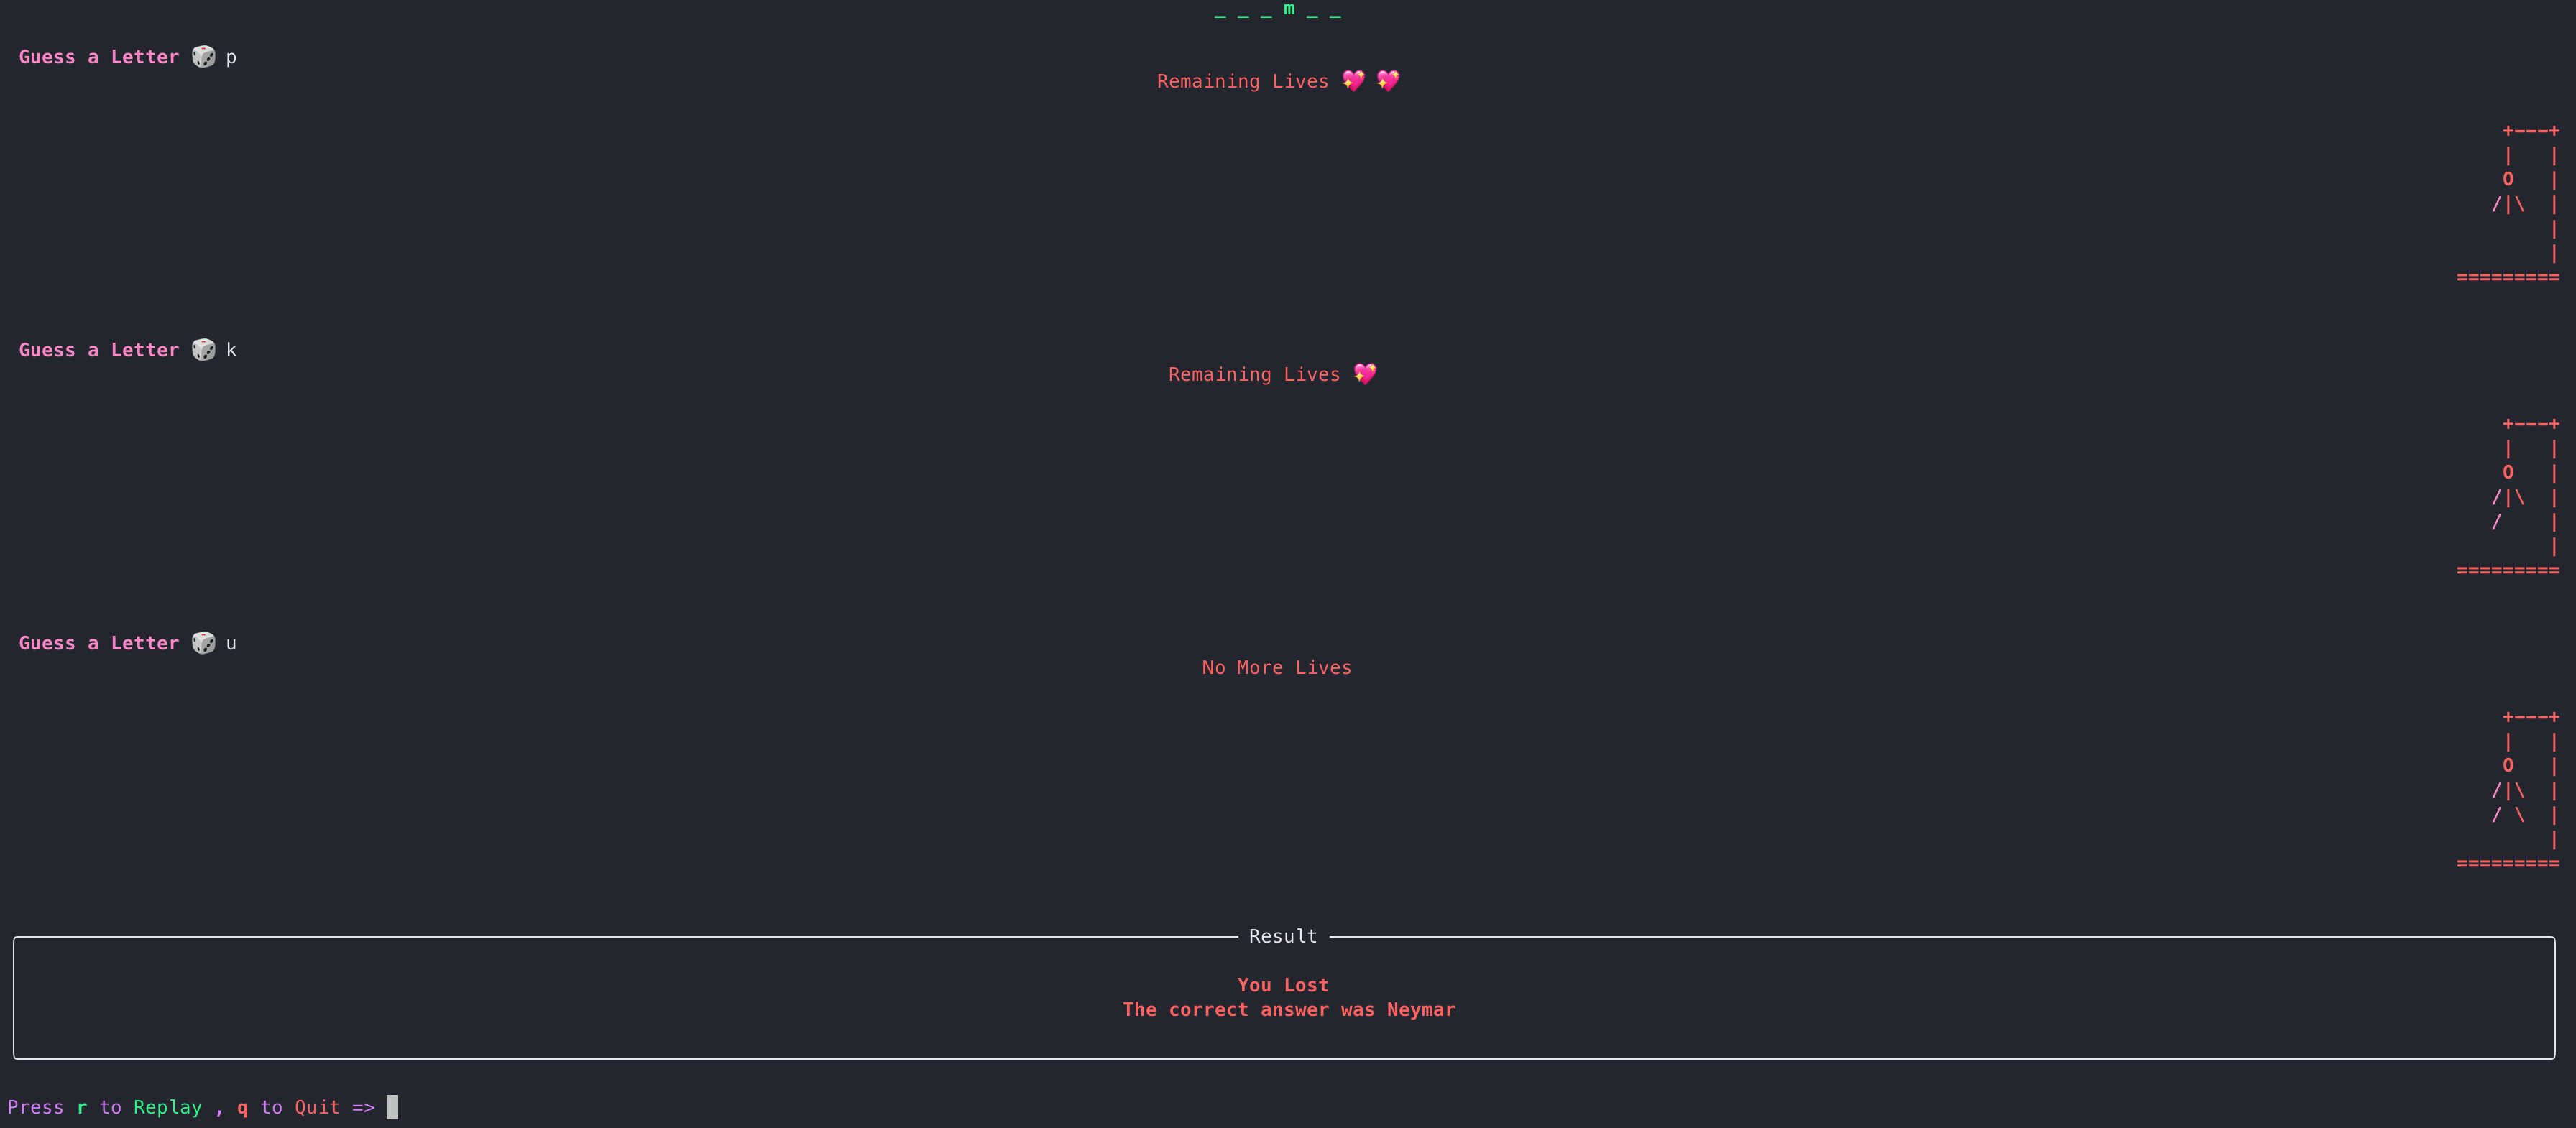 _ _ _ m _ _
Guess a Letter 🎲 p
Remaining Lives 💖 💖
+---+
|   |
O   |
/|\  |
|
|
=========
Guess a Letter 🎲 k
Remaining Lives 💖
+---+
|   |
O   |
/|\  |
/    |
|
=========
Guess a Letter 🎲 u
No More Lives
+---+
|   |
O   |
/|\  |
/ \  |
|
=========
Result
You Lost
The correct answer was Neymar
Press r to Replay , q to Quit =>